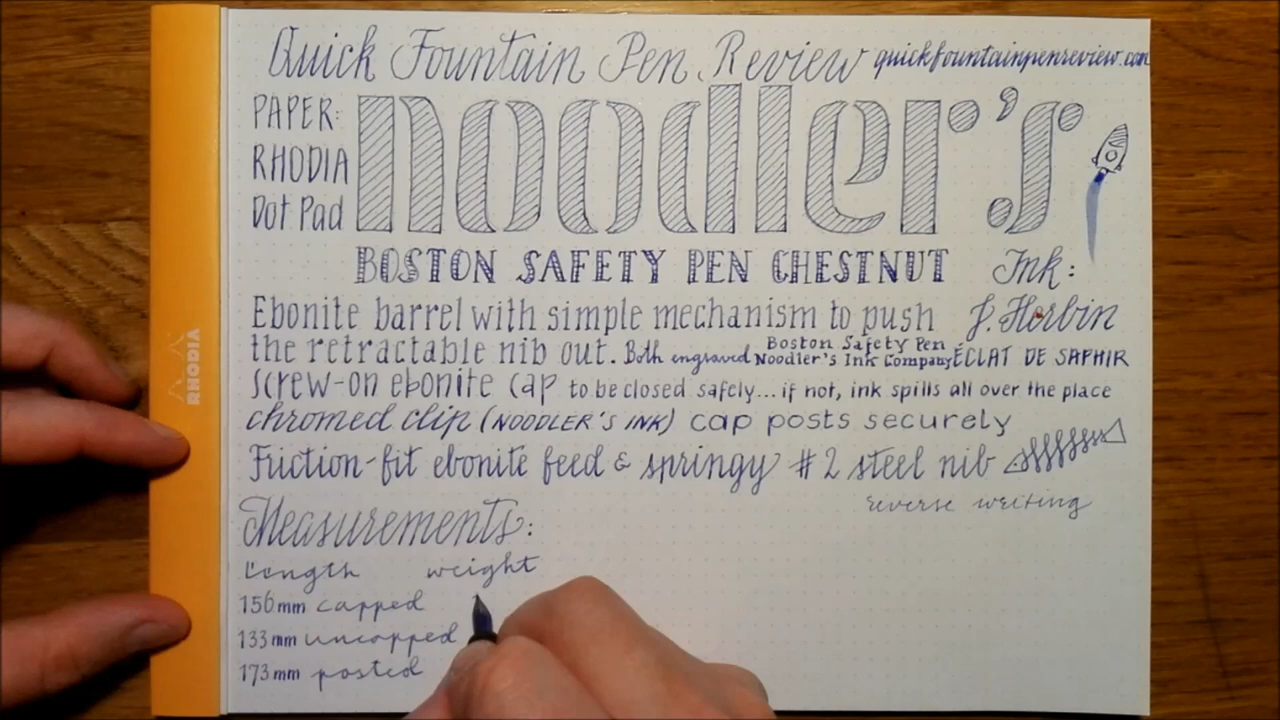 Quick Fountain Pen Review quickfountainpenreview.com
PAPER:
RHODIA
Dot Pad
noodler's
BOSTON SAFETY PEN CHESTNUT
Ink:
J. Herbin
ÉCLAT DE SAPHIR
Ebonite barrel with simple mechanism to push
the retractable nib out. Both engraved Boston Safety Pen Noodler's Ink Company
screw-on ebonite cap to be closed safely... if not, ink spills all over the place
chromed clip (NOODLER'S INK) cap posts securely
Friction-fit ebonite feed & springy #2 steel nib
reverse writing
Measurements:
Length weight
156mm capped
133mm uncapped
173mm posted
RHODIA